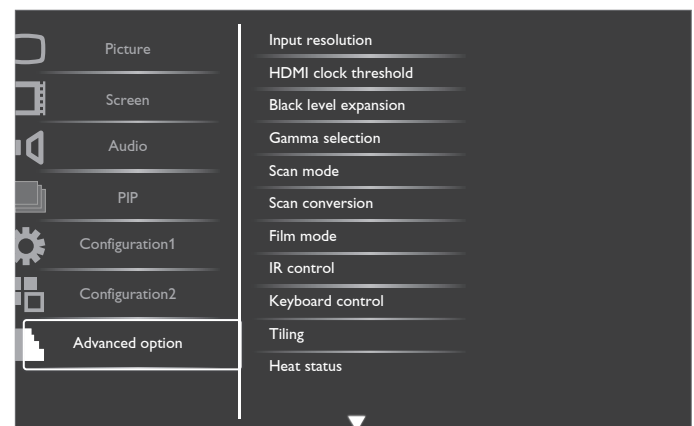 Picture
Screen
Audio
PIP
Configuration1
Configuration2
Advanced option
Input resolution
HDMI clock threshold
Black level expansion
Gamma selection
Scan mode
Scan conversion
Film mode
IR control
Keyboard control
Tiling
Heat status